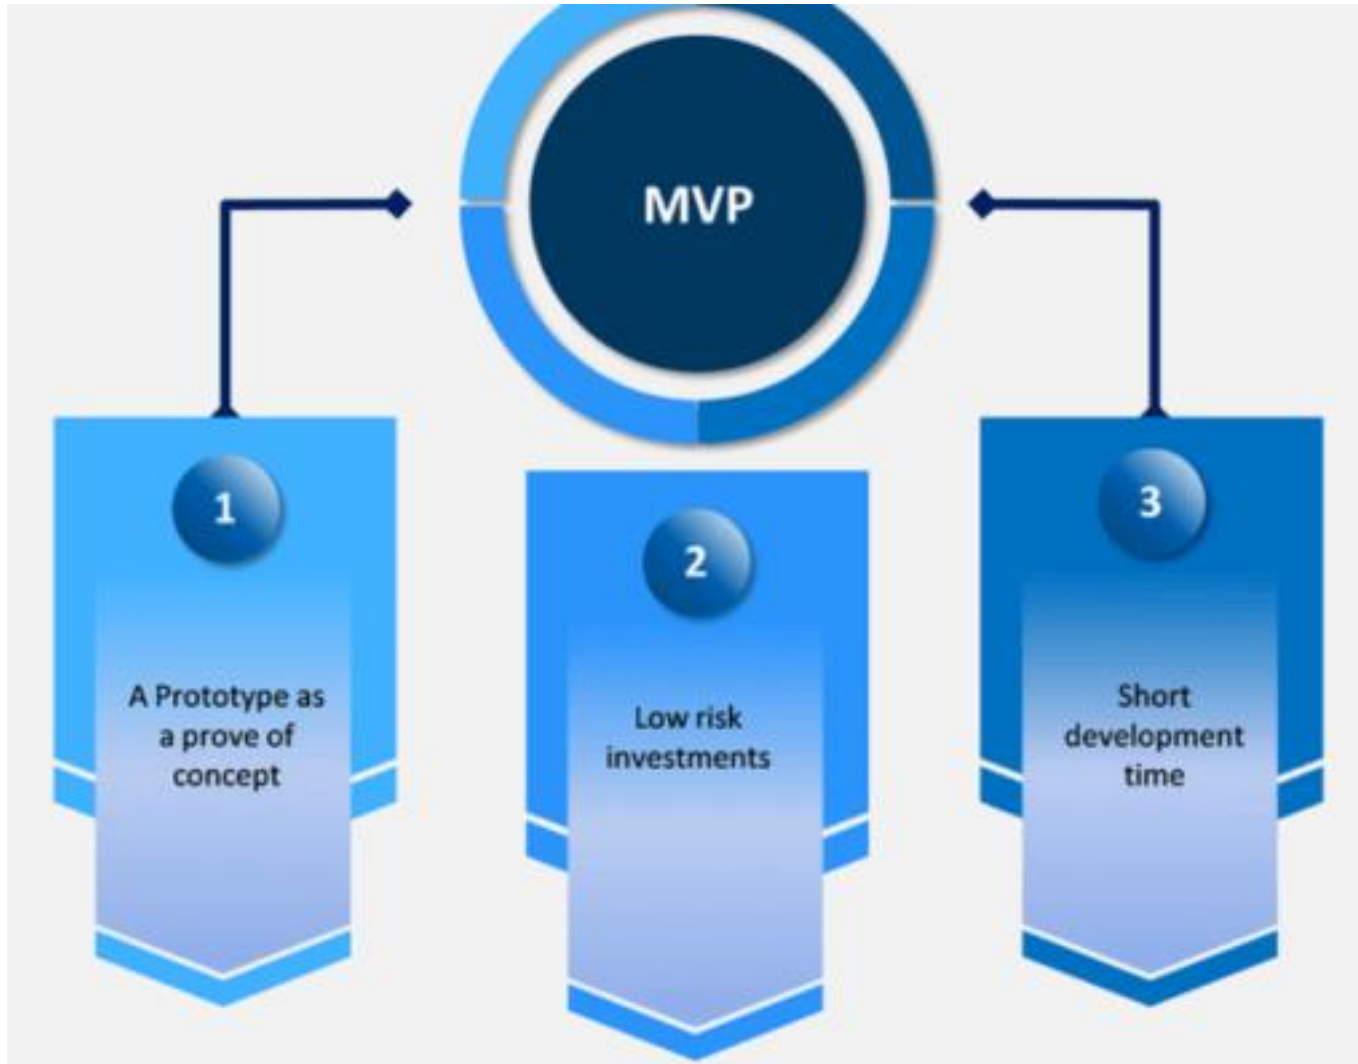 MVP
1
A Prototype as
a prove of
concept
2
Low risk
investments
3
Short
development
time